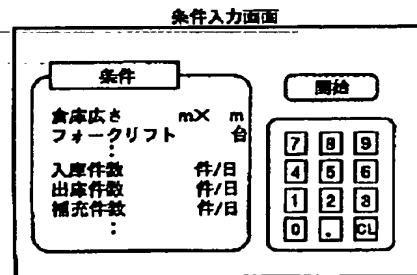 条件入力画面
条件
開始
倉庫広さ m× m
フォークリフト 台
⋮
入庫件数 件/日
出庫件数 件/日
補充件数 件/日
⋮
7 8 9
4 5 6
1 2 3
0 . CL